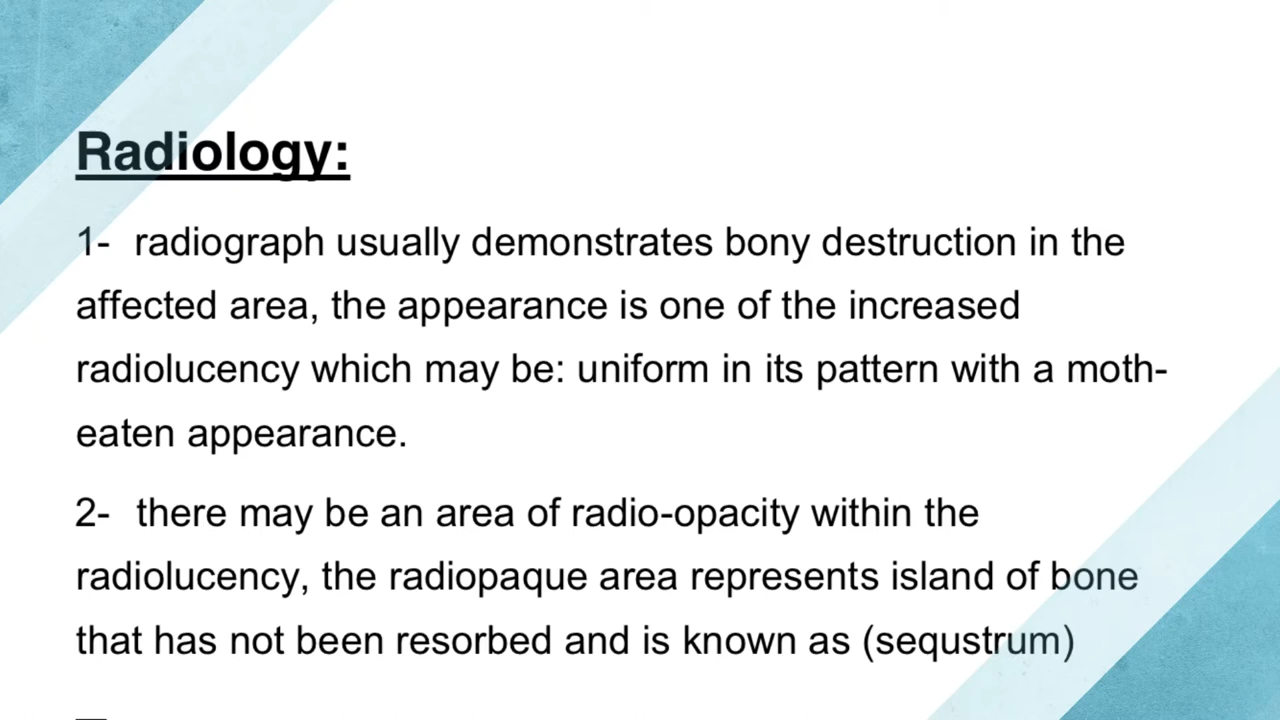 Radiology:
1- radiograph usually demonstrates bony destruction in the
affected area, the appearance is one of the increased
radiolucency which may be: uniform in its pattern with a moth-
eaten appearance.
2- there may be an area of radio-opacity within the
radiolucency, the radiopaque area represents island of bone
that has not been resorbed and is known as (sequstrum)